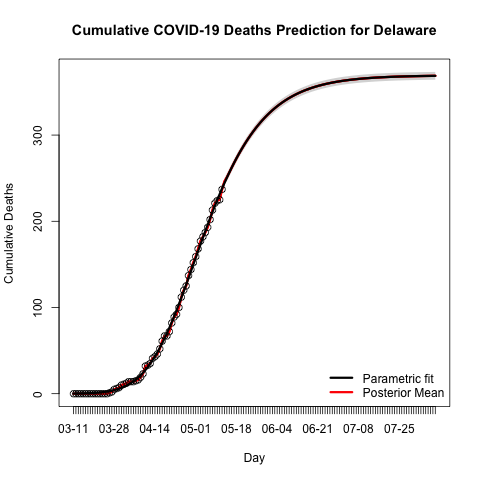 Cumulative COVID-19 Deaths Prediction for Delaware
Cumulative Deaths
300
200
100
0
Parametric fit
Posterior Mean
03-11 03-28 04-14 05-01 05-18 06-04 06-21 07-08 07-25
Day